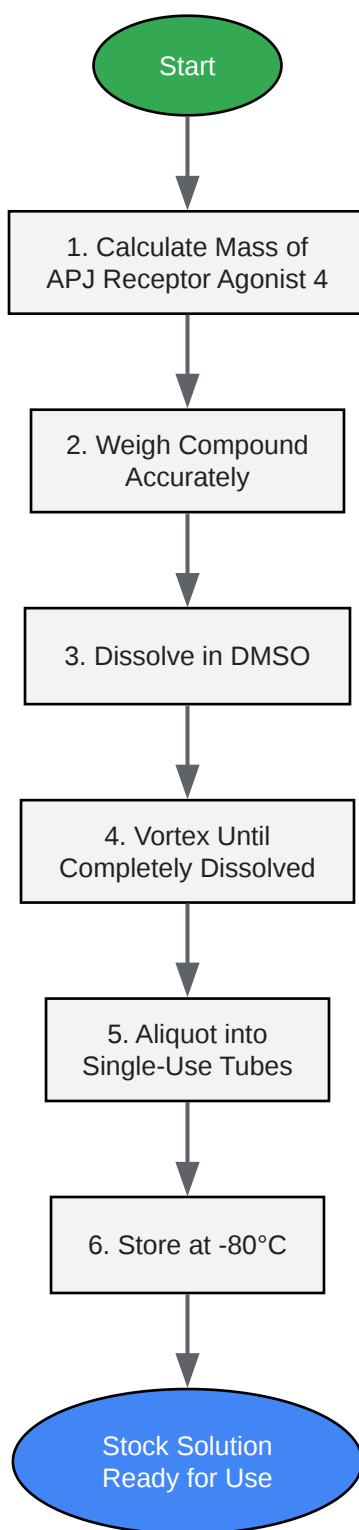 Start
1. Calculate Mass of
APJ Receptor Agonist 4
2. Weigh Compound
Accurately
3. Dissolve in DMSO
4. Vortex Until
Completely Dissolved
5. Aliquot into
Single-Use Tubes
6. Store at -80°C
Stock Solution
Ready for Use